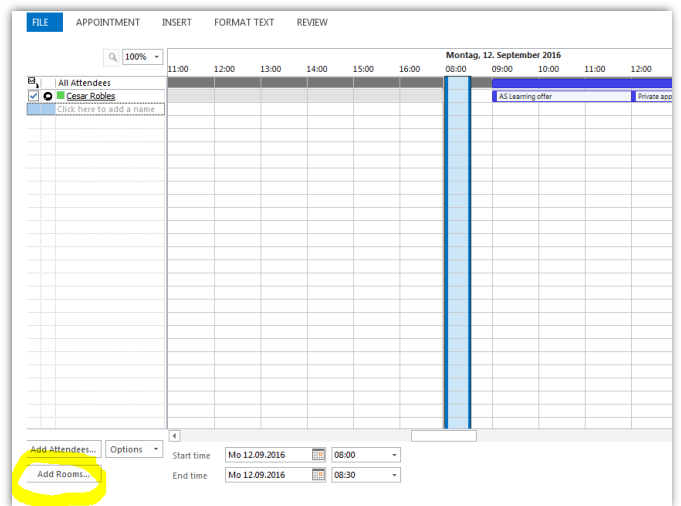 FILE APPOINTMENT INSERT FORMAT TEXT REVIEW
100%
Montag, 12. September 2016
11:00 12:00 13:00 14:00 15:00 16:00 08:00 09:00 10:00 11:00 12:00
All Attendees
Cesar Robles
AS Learning offer Private app
Click here to add a name
Add Attendees... Options
Start time Mo 12.09.2016 08:00
Add Rooms...
End time Mo 12.09.2016 08:30